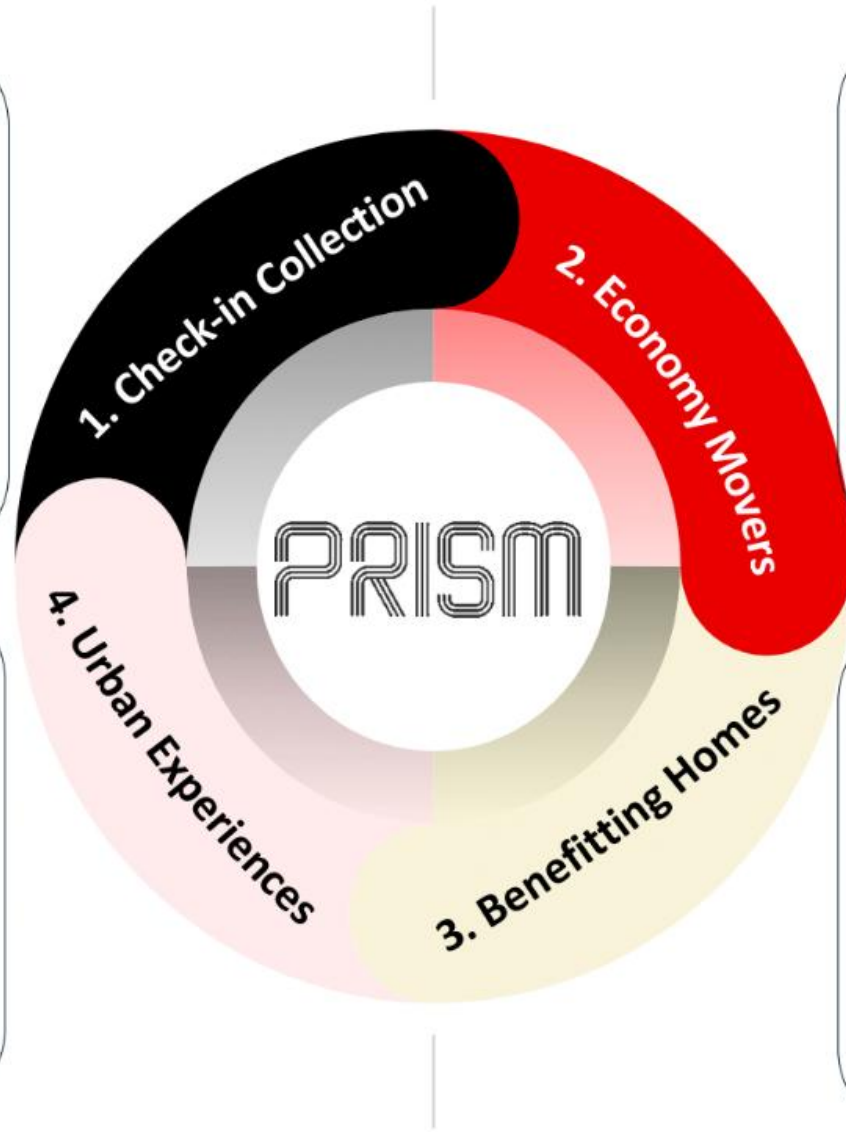 1. Check-in Collection
2. Economy Movers
PRISM
4. Urban Experiences
3. Benefitting Homes